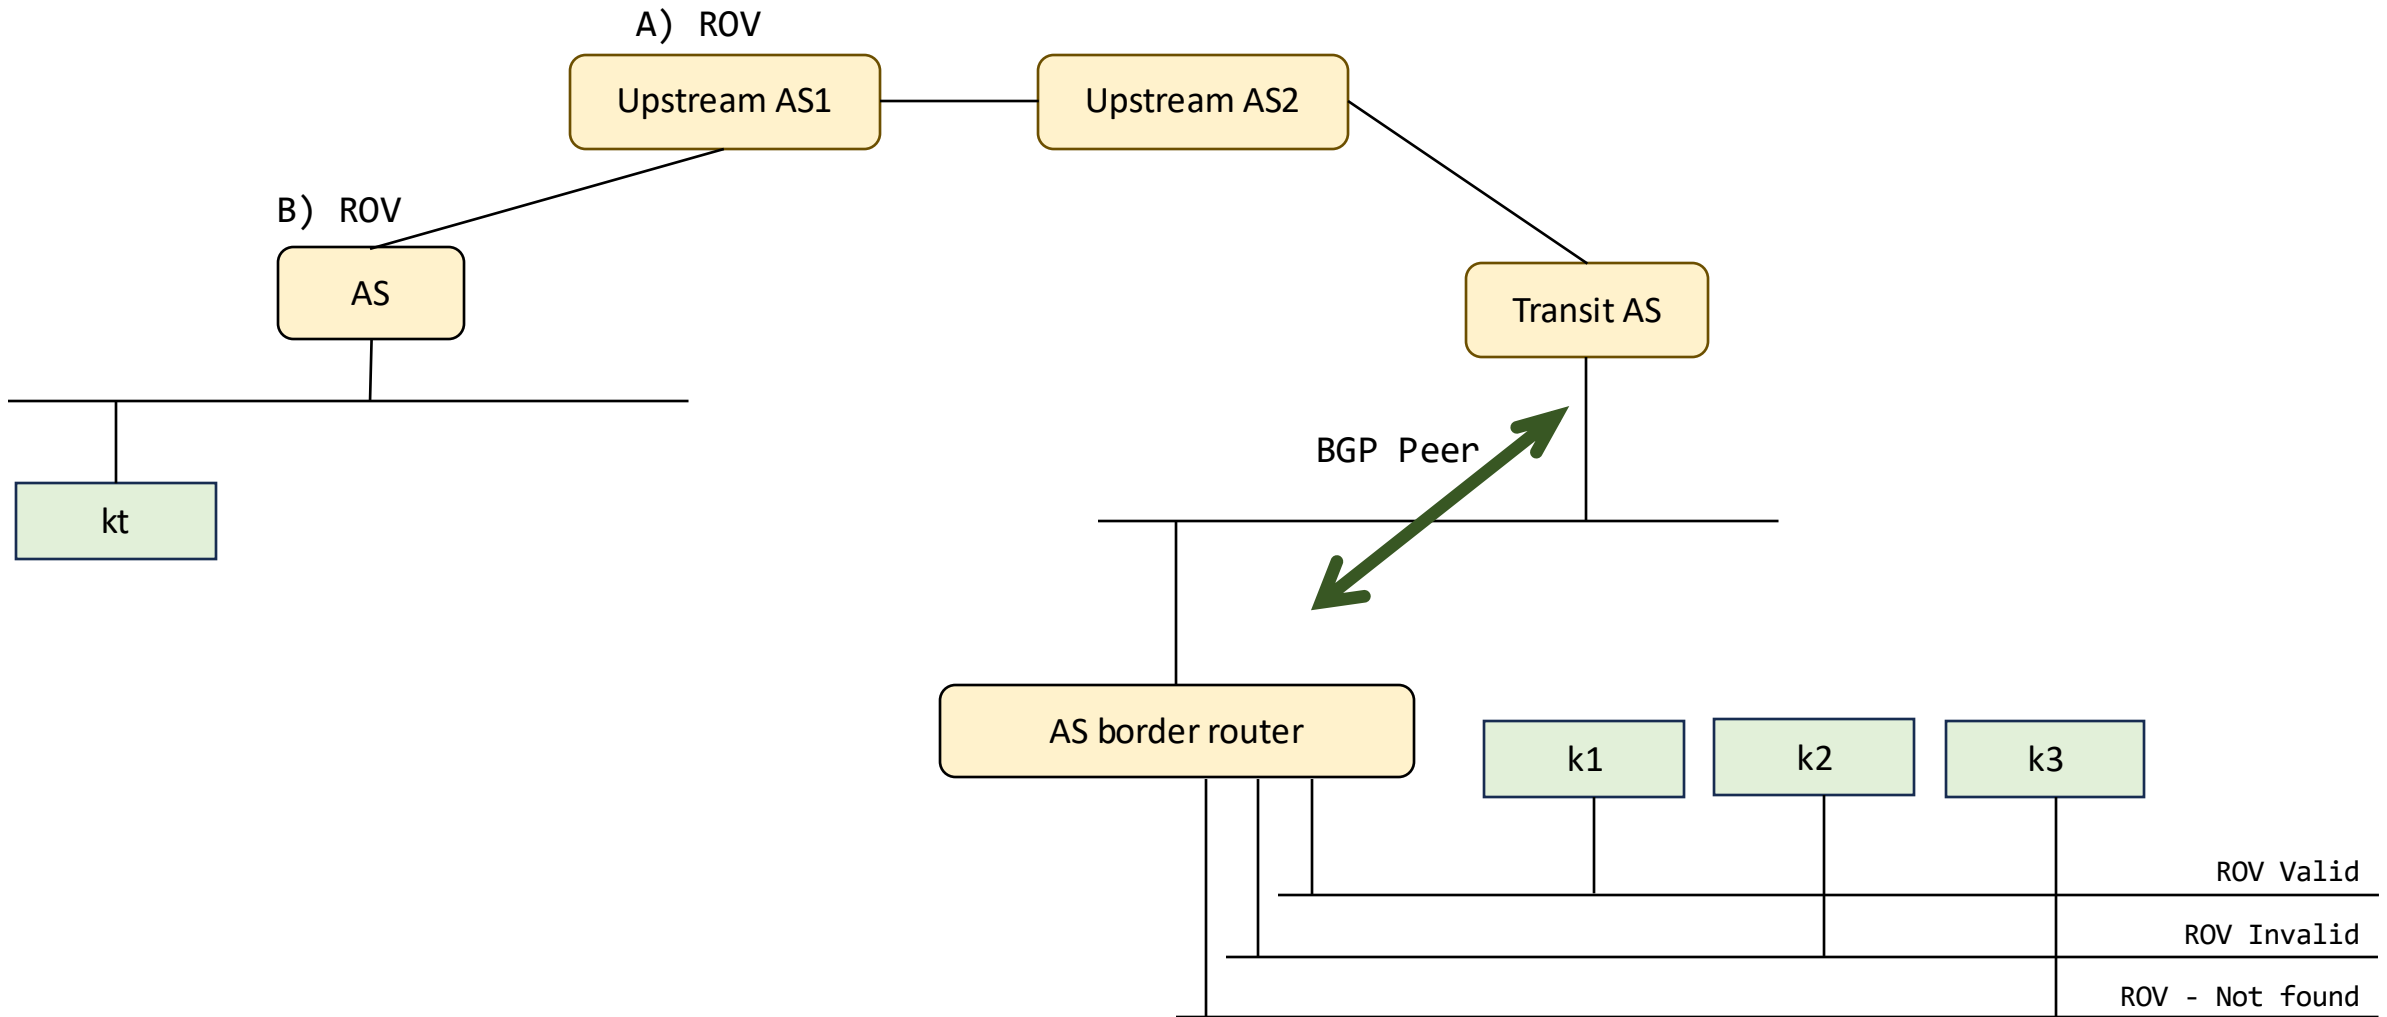 A) ROV
Upstream AS1
Upstream AS2
B) ROV
AS
Transit AS
BGP Peer
kt
AS border router
k1
k2
k3
ROV Valid
ROV Invalid
ROV - Not found